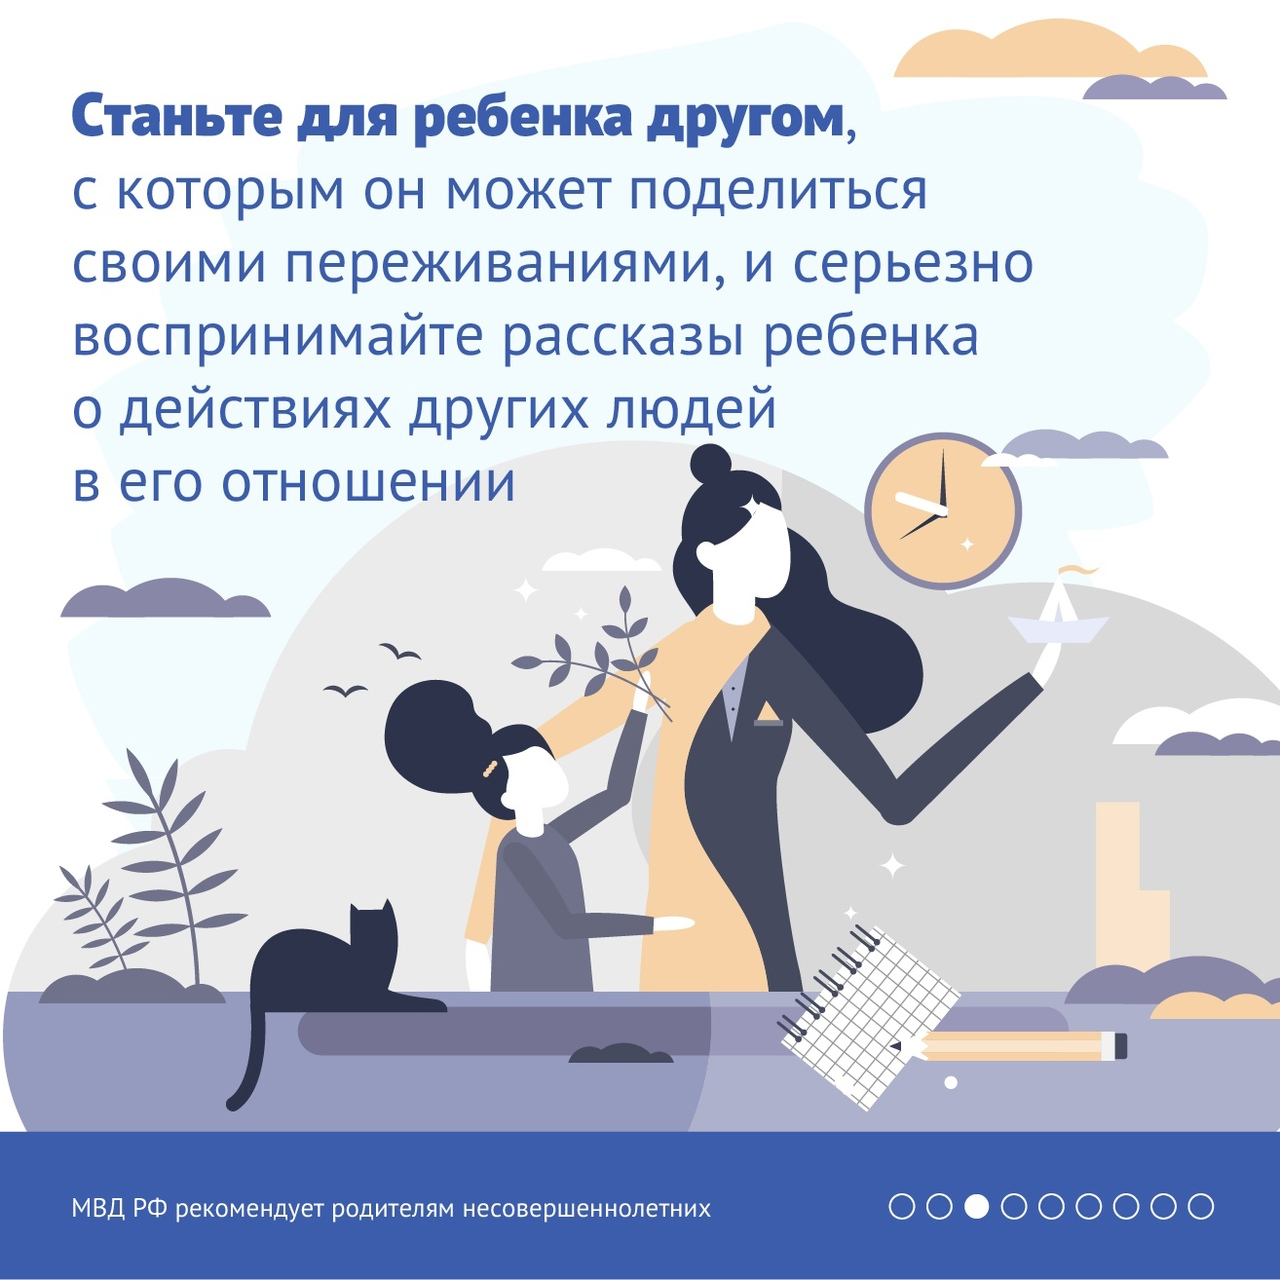 Станьте для ребенка другом,
с которым он может поделиться
своими переживаниями, и серьезно
воспринимайте рассказы ребенка
о действиях других людей
в его отношении
МВД РФ рекомендует родителям несовершеннолетних